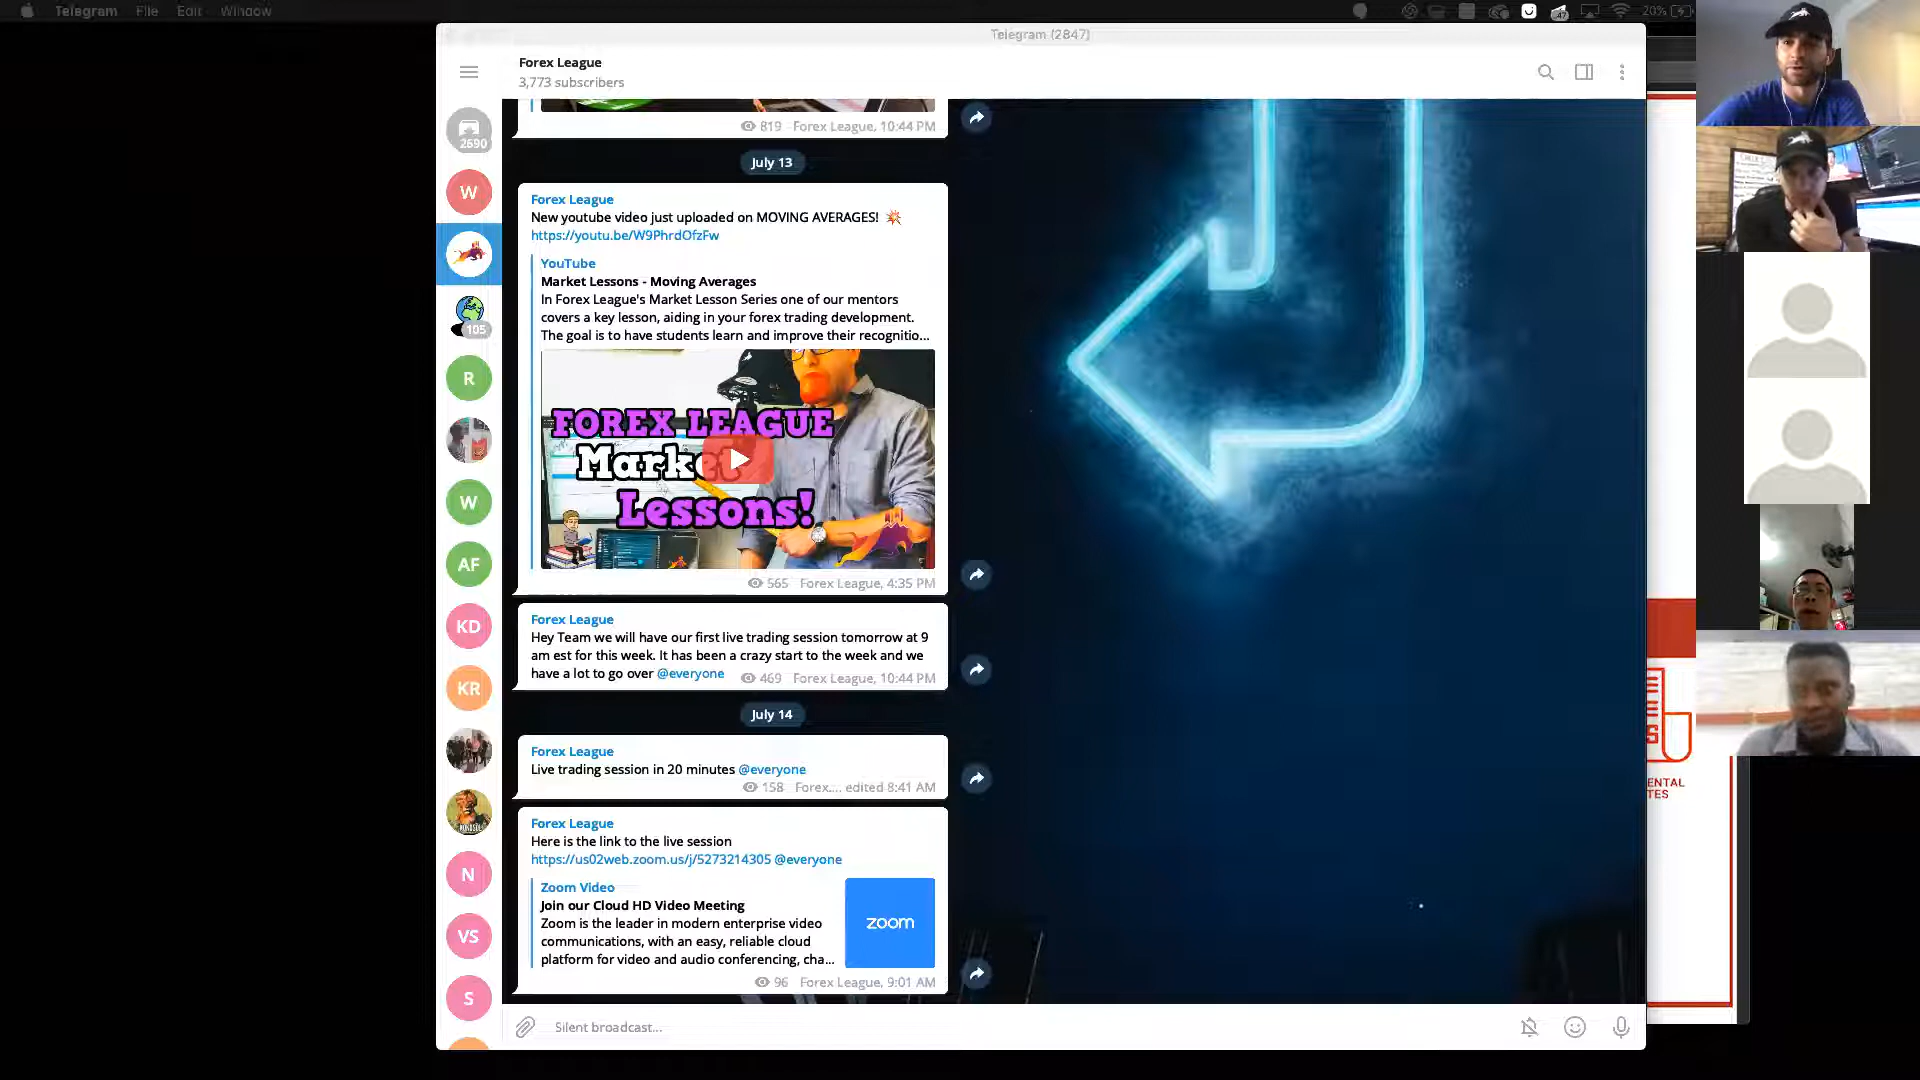 Telegram File Edit Window
47
20%
Telegram (2847)
Forex League
3,773 subscribers
2690
W
105
R
W
AF
KD
KR
N
VS
S
819 Forex League, 10:44 PM
July 13
Forex League
New youtube video just uploaded on MOVING AVERAGES!
https://youtu.be/W9PhrdOfzFw
YouTube
Market Lessons - Moving Averages
In Forex League's Market Lesson Series one of our mentors
covers a key lesson, aiding in your forex trading development.
The goal is to have students learn and improve their recognitio...
FOREX LEAGUE
Market
Lessons!
565 Forex League, 4:35 PM
Forex League
Hey Team we will have our first live trading session tomorrow at 9
am est for this week. It has been a crazy start to the week and we
have a lot to go over @everyone
469 Forex League, 10:44 PM
July 14
Forex League
Live trading session in 20 minutes @everyone
158 Forex.... edited 8:41 AM
Forex League
Here is the link to the live session
https://us02web.zoom.us/j/5273214305 @everyone
Zoom Video
Join our Cloud HD Video Meeting
Zoom is the leader in modern enterprise video
communications, with an easy, reliable cloud
platform for video and audio conferencing, cha...
zoom
96 Forex League, 9:01 AM
Silent broadcast...
ENTAL
TES